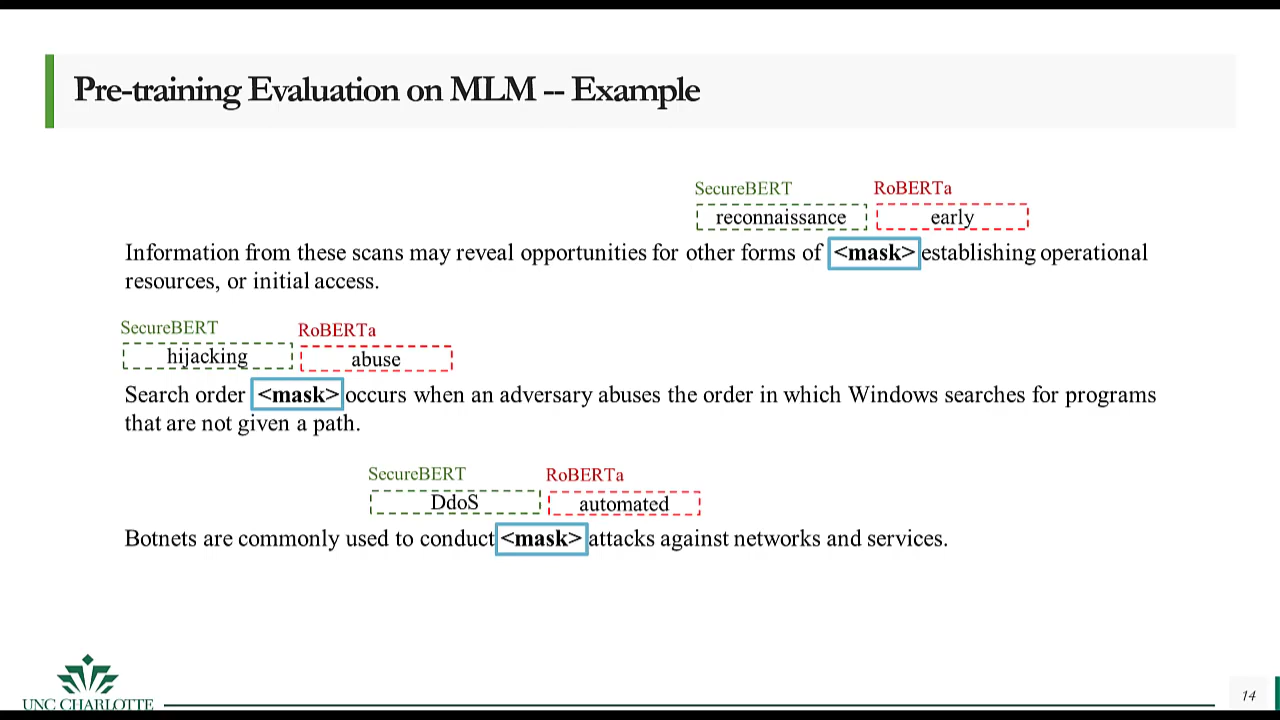 Pre-training Evaluation on MLM -- Example
SecureBERT RoBERTa
reconnaissance early
Information from these scans may reveal opportunities for other forms of <mask> establishing operational
resources, or initial access.
SecureBERT RoBERTa
hijacking abuse
Search order <mask> occurs when an adversary abuses the order in which Windows searches for programs
that are not given a path.
SecureBERT RoBERTa
DdoS automated
Botnets are commonly used to conduct <mask> attacks against networks and services.
UNC CHARLOTTE
14